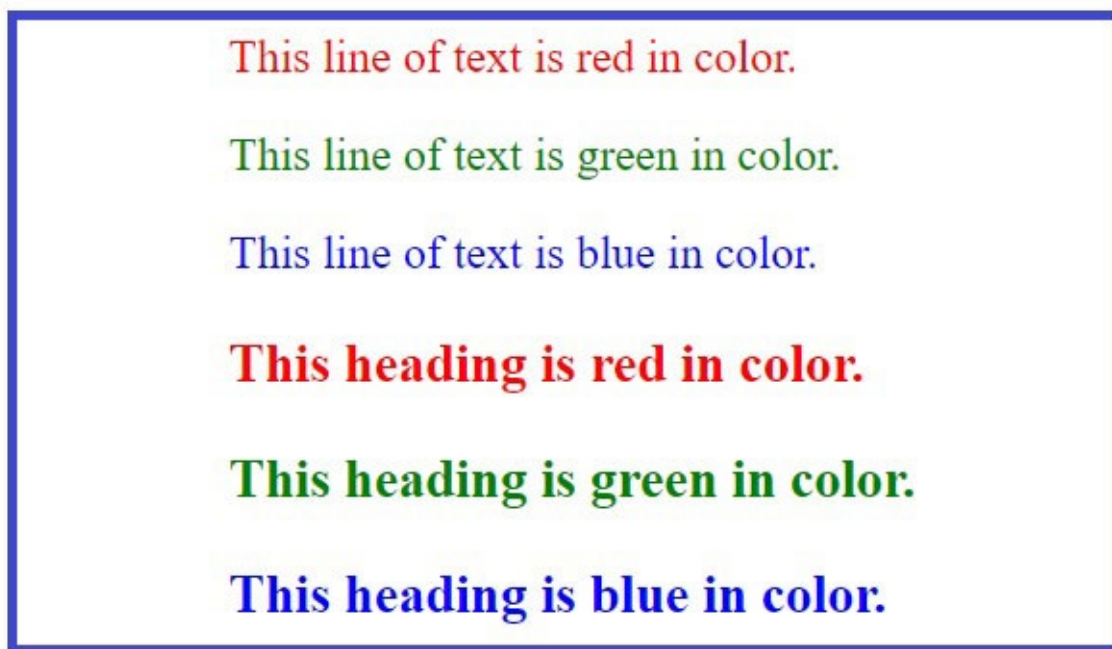 This line of text is red in color.
This line of text is green in color.
This line of text is blue in color.
This heading is red in color.
This heading is green in color.
This heading is blue in color.